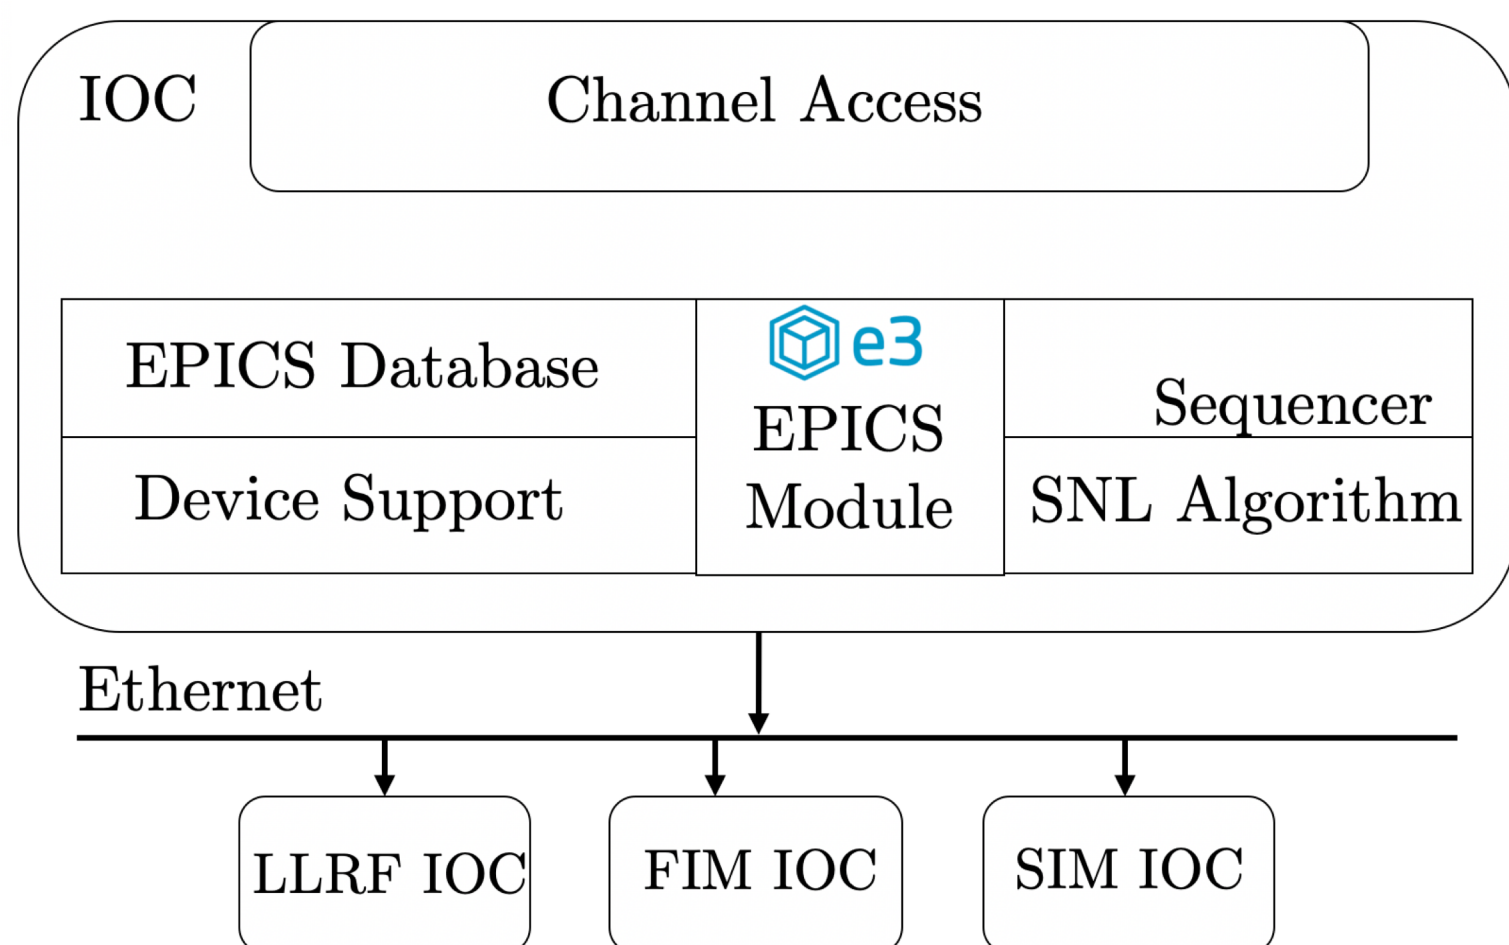 IOC
Channel Access
EPICS Database
Device Support
e3
EPICS
Module
Sequencer
SNL Algorithm
Ethernet
LLRF IOC
FIM IOC
SIM IOC